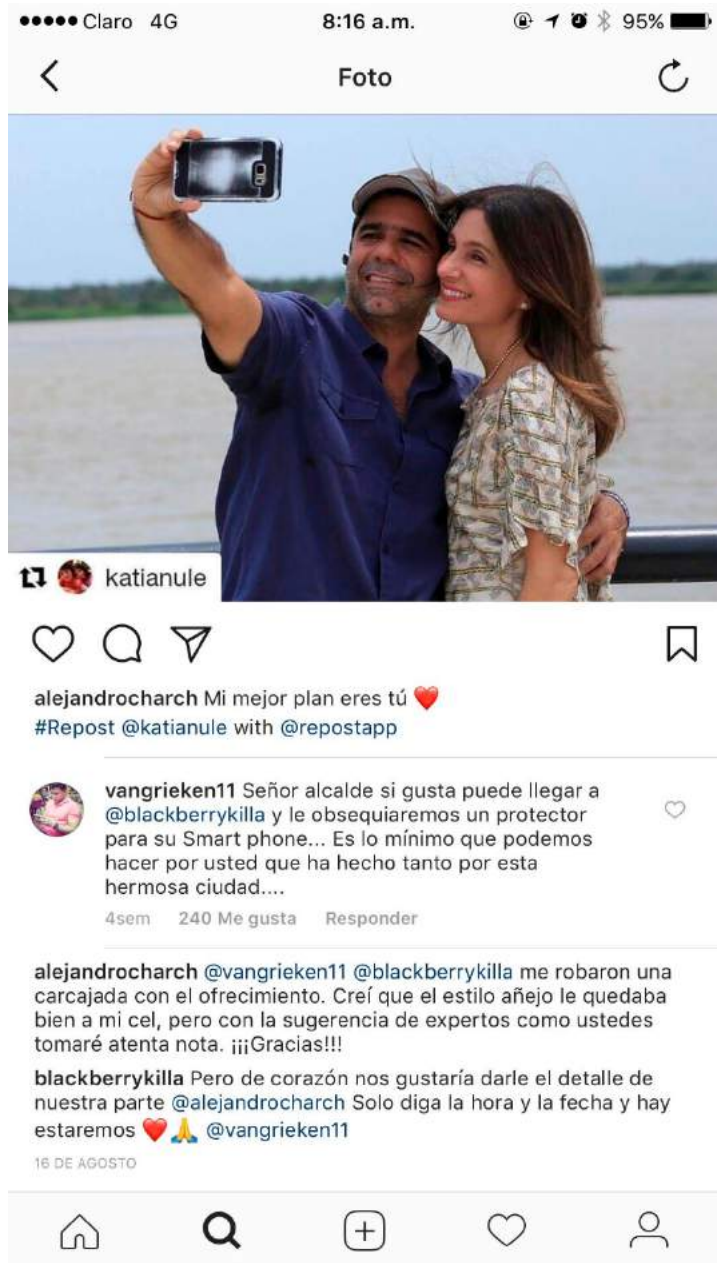 Claro 4G 8:16 a.m. 95%
Foto
katianule
alejandrocharch Mi mejor plan eres tú ❤️
#Repost @katianule with @repostapp
vangrieken11 Señor alcalde si gusta puede llegar a
@blackberrykilla y le obsequiaremos un protector
para su Smart phone... Es lo mínimo que podemos
hacer por usted que ha hecho tanto por esta
hermosa ciudad....
4sem 240 Me gusta Responder
alejandrocharch @vangrieken11 @blackberrykilla me robaron una
carcajada con el ofrecimiento. Creí que el estilo añejo le quedaba
bien a mi cel, pero con la sugerencia de expertos como ustedes
tomaré atenta nota. ¡¡¡Gracias!!!
blackberrykilla Pero de corazón nos gustaría darle el detalle de
nuestra parte @alejandrocharch Solo diga la hora y la fecha y hay
estaremos ❤️🙏 @vangrieken11
16 DE AGOSTO